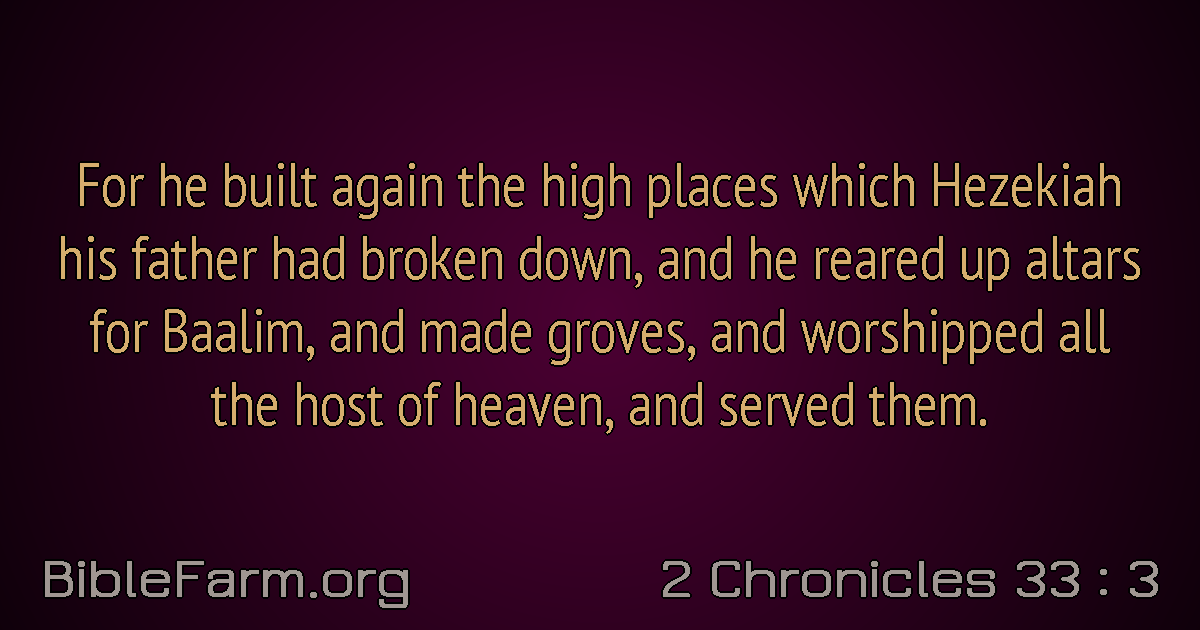 For he built again the high places which Hezekiah
his father had broken down, and he reared up altars
for Baalim, and made groves, and worshipped all
the host of heaven, and served them.
BibleFarm.org
2 Chronicles 33 : 3